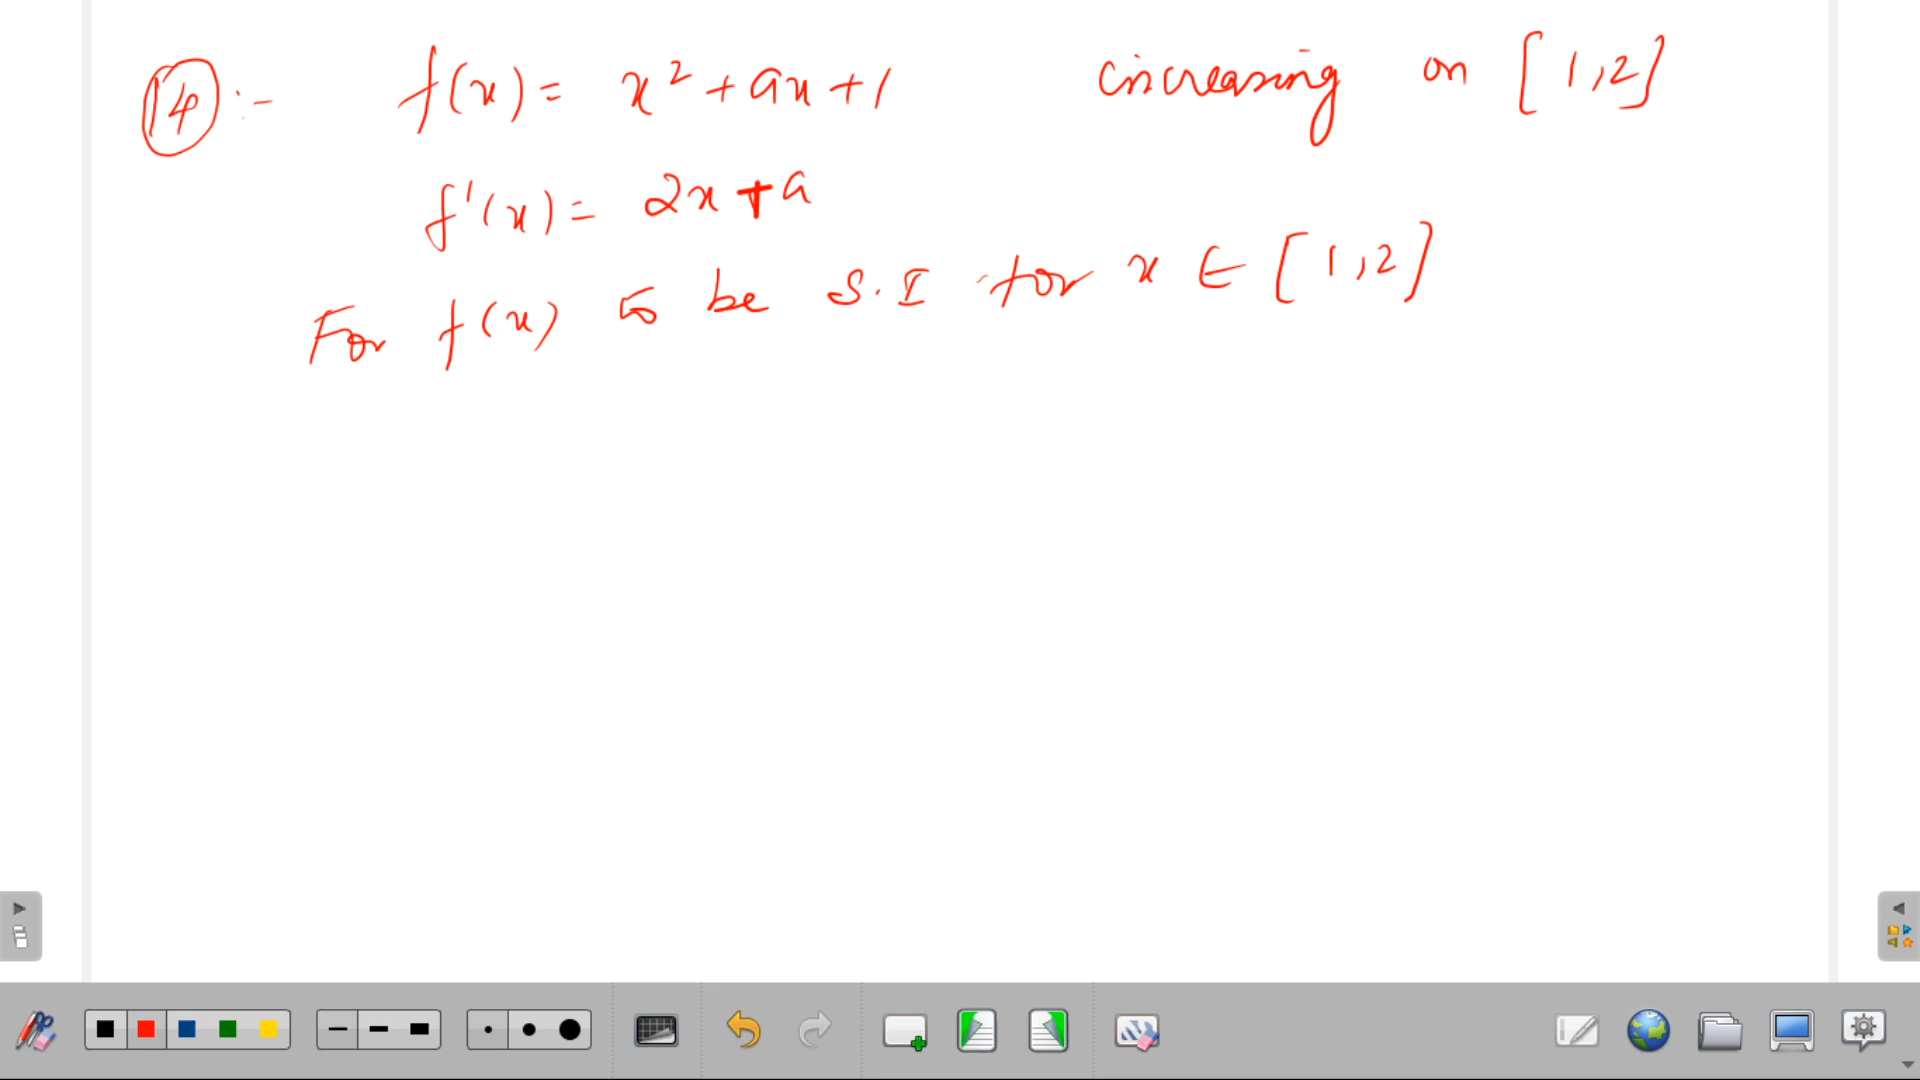 14 :- f(x) = x² + ax + 1 increasing on [1,2]
f'(x) = 2x + a
For f(x) to be S.I for x ∈ [1,2]